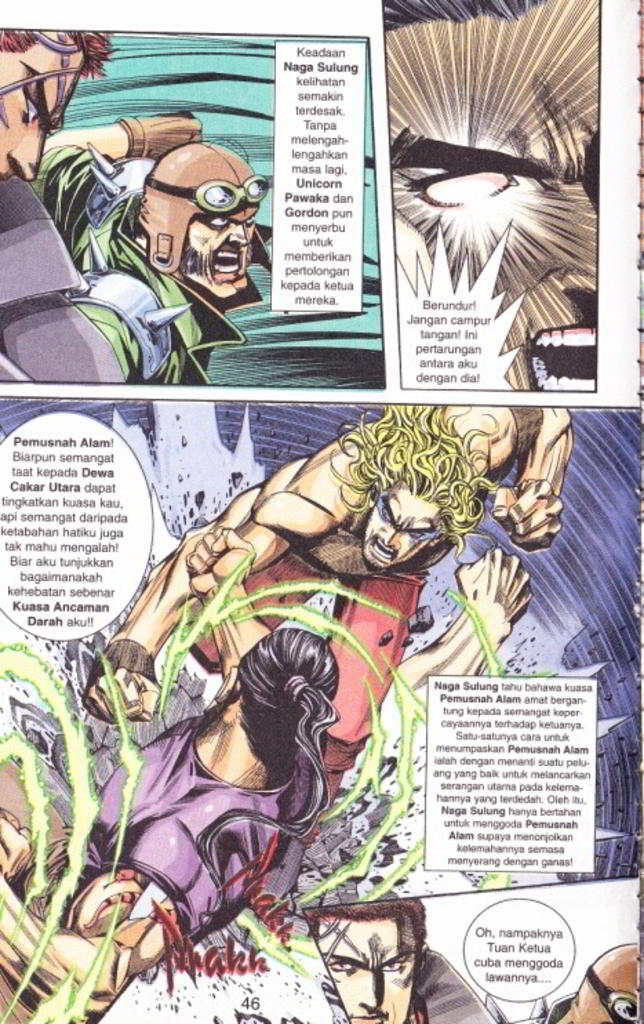 Keadaan
Naga Sulung
kelihatan
semakin
terdesak.
Tanpa
melengah-
lengahkan
masa lagi,
Unicorn
Pawaka dan
Gordon pun
menyerbu
untuk
memberikan
pertolongan
kepada ketua
mereka.
Berundur!
Jangan campur
tangan! Ini
pertarungan
antara aku
dengan dia!
Pemusnah Alam!
Biarpun semangat
taat kepada Dewa
Cakar Utara dapat
tingkatkan kuasa kau,
api semangat daripada
ketabahan hatiku juga
tak mahu mengalah!
Biar aku tunjukkan
bagaimanakah
kehebatan sebenar
Kuasa Ancaman
Darah aku!!
Naga Sulung tahu bahawa kuasa
Pemusnah Alam amat bergan-
tung kepada semangat keper-
cayaannya terhadap ketuanya.
Satu-satunya cara untuk
menumpaskan Pemusnah Alam
ialah dengan menanti suatu pelu-
ang yang baik untuk melancarkan
serangan utama pada kelema-
hannya yang terdedah. Oleh itu,
Naga Sulung hanya bertahan
untuk menggoda Pemusnah
Alam supaya menonjolkan
kelemahannya semasa
menyerang dengan ganas!
Oh, nampaknya
Tuan Ketua
cuba menggoda
lawannya....
46